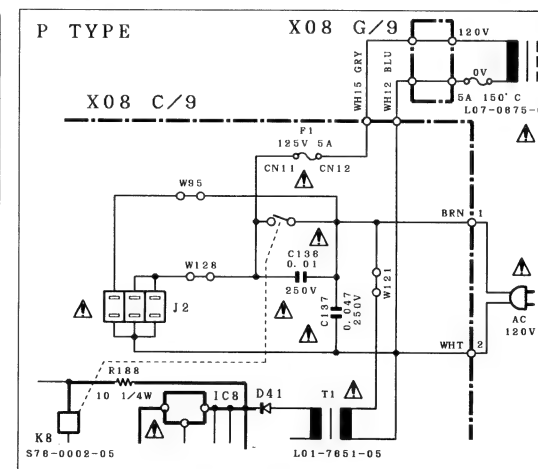 P TYPE
X08 G/9
120V
WH15 GRY
WH12 BLU
0V
5A 150°C
L07-0875-
X08 C/9
F1
125V 5A
CN11
CN12
W95
BRN
1
W128
C136
0.01
250V
W121
J2
C137
0.047
250V
AC
120V
WHT
2
R188
10 1/4W
IC8
D41
T1
K8
S76-0002-05
L01-7651-05